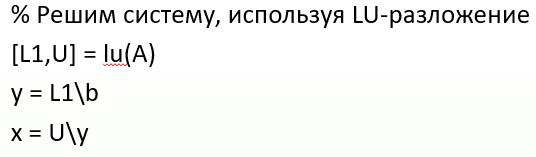 % Решим систему, используя LU-разложение
[L1,U] = lu(A)
y = L1\b
x = U\y